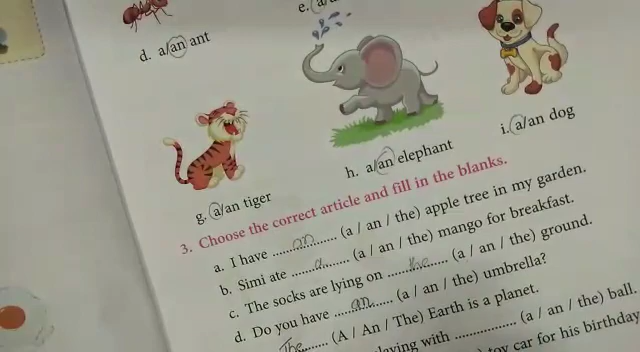 e. (a
d. a/an ant
i. a/an dog
h. a/an elephant
g. a/an tiger
3. Choose the correct article and fill in the blanks.
a. I have ....an.... (a / an / the) apple tree in my garden.
b. Simi ate ....a.... (a / an / the) mango for breakfast.
c. The socks are lying on ....the.... (a / an / the) ground.
d. Do you have ....an.... (a / an / the) umbrella?
The.... (A / An / The) Earth is a planet.
with .............. (a / an / the) ball.
toy car for his birthday